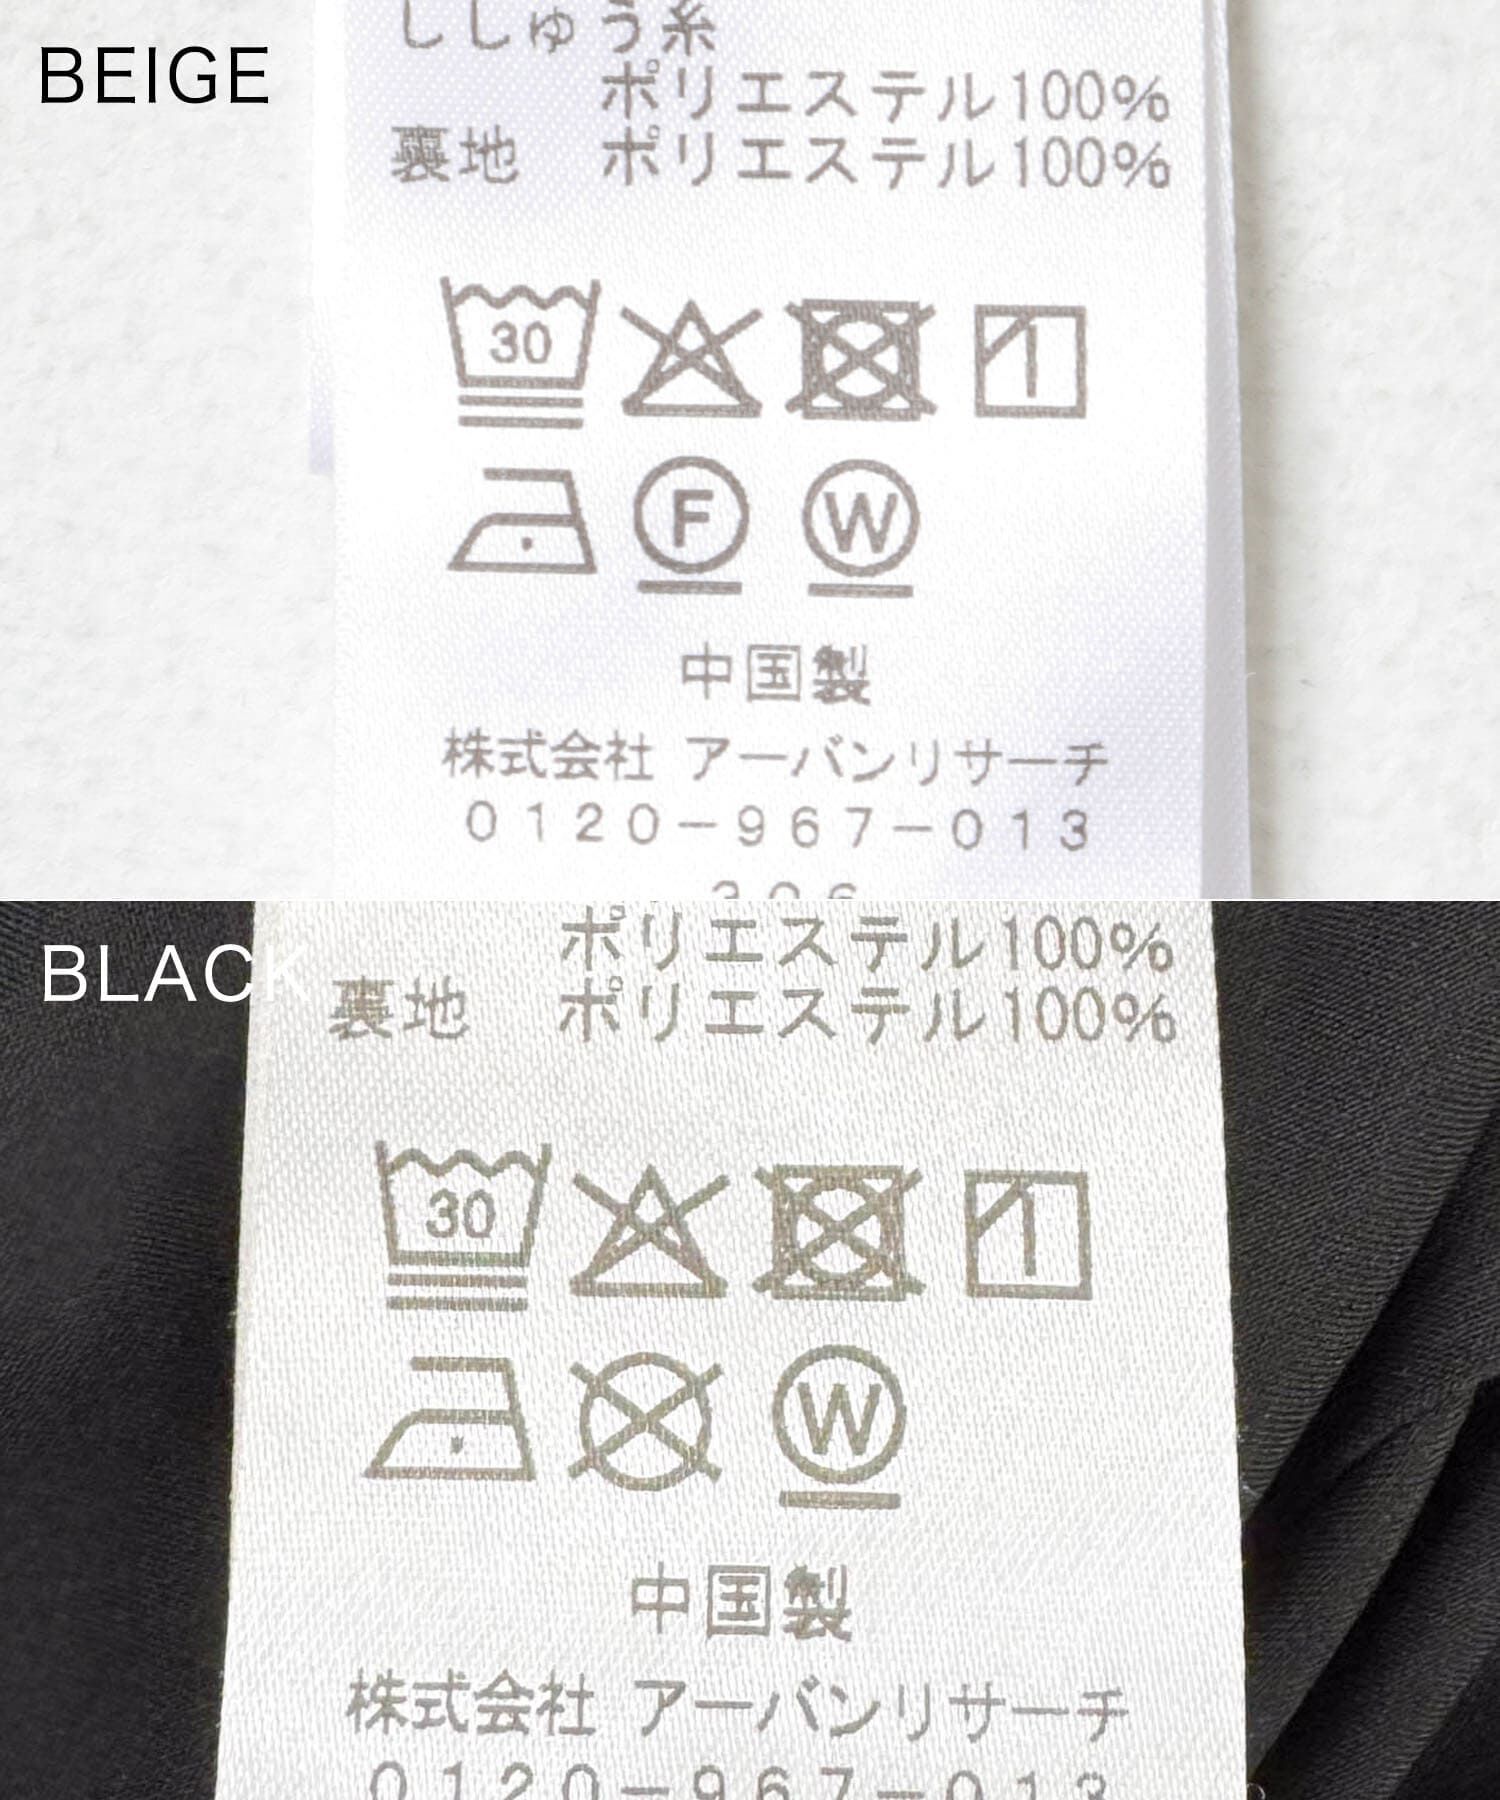 BEIGE
ししゅう糸
ポリエステル100%
裏地 ポリエステル100%
30
F W
中国製
株式会社 アーバンリサーチ
0120-967-013
306
BLACK
ポリエステル100%
裏地 ポリエステル100%
30
W
中国製
株式会社 アーバンリサーチ
0120-967-013